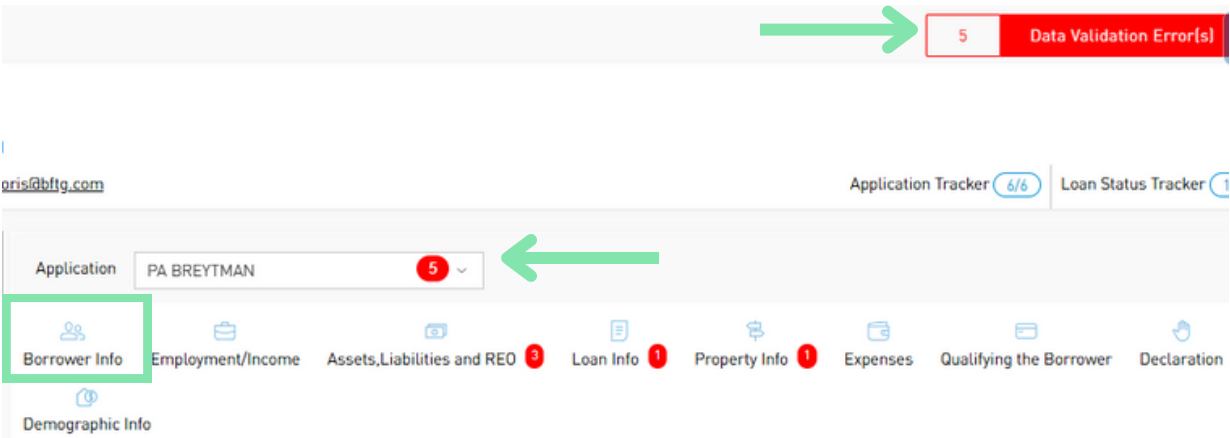 5 Data Validation Error(s)
oris@bftg.com
Application Tracker 6/6 Loan Status Tracker 1
Application PA BREYTMAN 5
Borrower Info Employment/Income Assets,Liabilities and REO 3 Loan Info 1 Property Info 1 Expenses Qualifying the Borrower Declaration
Demographic Info